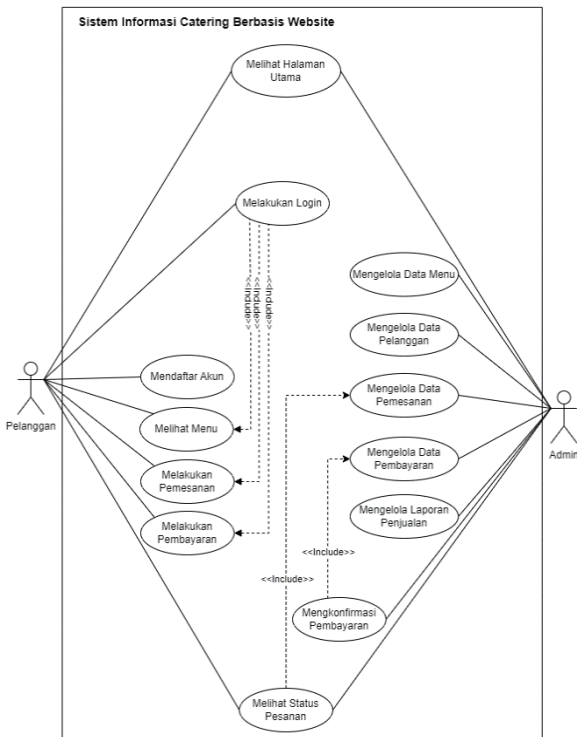 Sistem Informasi Catering Berbasis Website
Melihat Halaman
Utama
Melakukan Login
<<Include>>
<<Include>>
<<Include>>
Mengelola Data Menu
Mengelola Data
Pelanggan
Mendaftar Akun
Mengelola Data
Pemesanan
Pelanggan
Melihat Menu
Admin
Mengelola Data
Pembayaran
Melakukan
Pemesanan
Mengelola Laporan
Penjualan
Melakukan
Pembayaran
<<Include>>
<<Include>>
Mengkonfirmasi
Pembayaran
Melihat Status
Pesanan